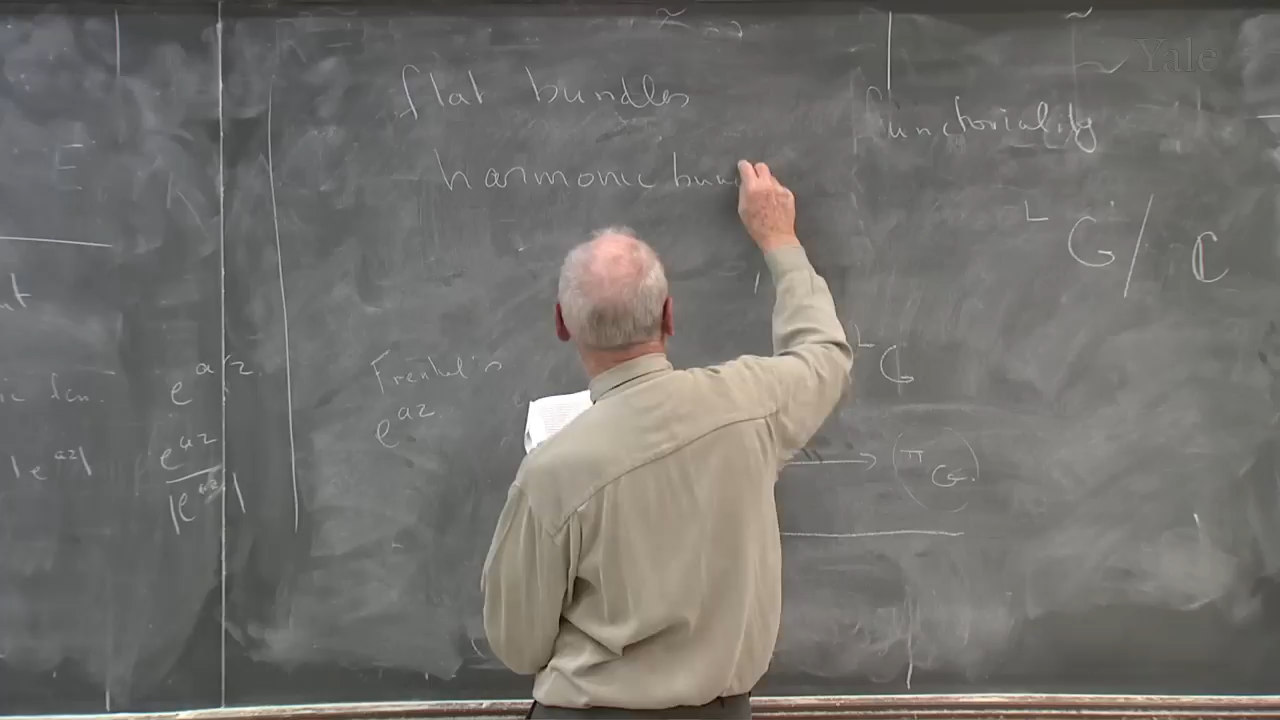 flat bundles
harmonic bun
functoriality
ᴸG/ℂ
E
e^{az}
e^{az}
|e^{az}|
|e^{az}|
Frenkel's
e^{az}
ᴸG
π_G
Yale